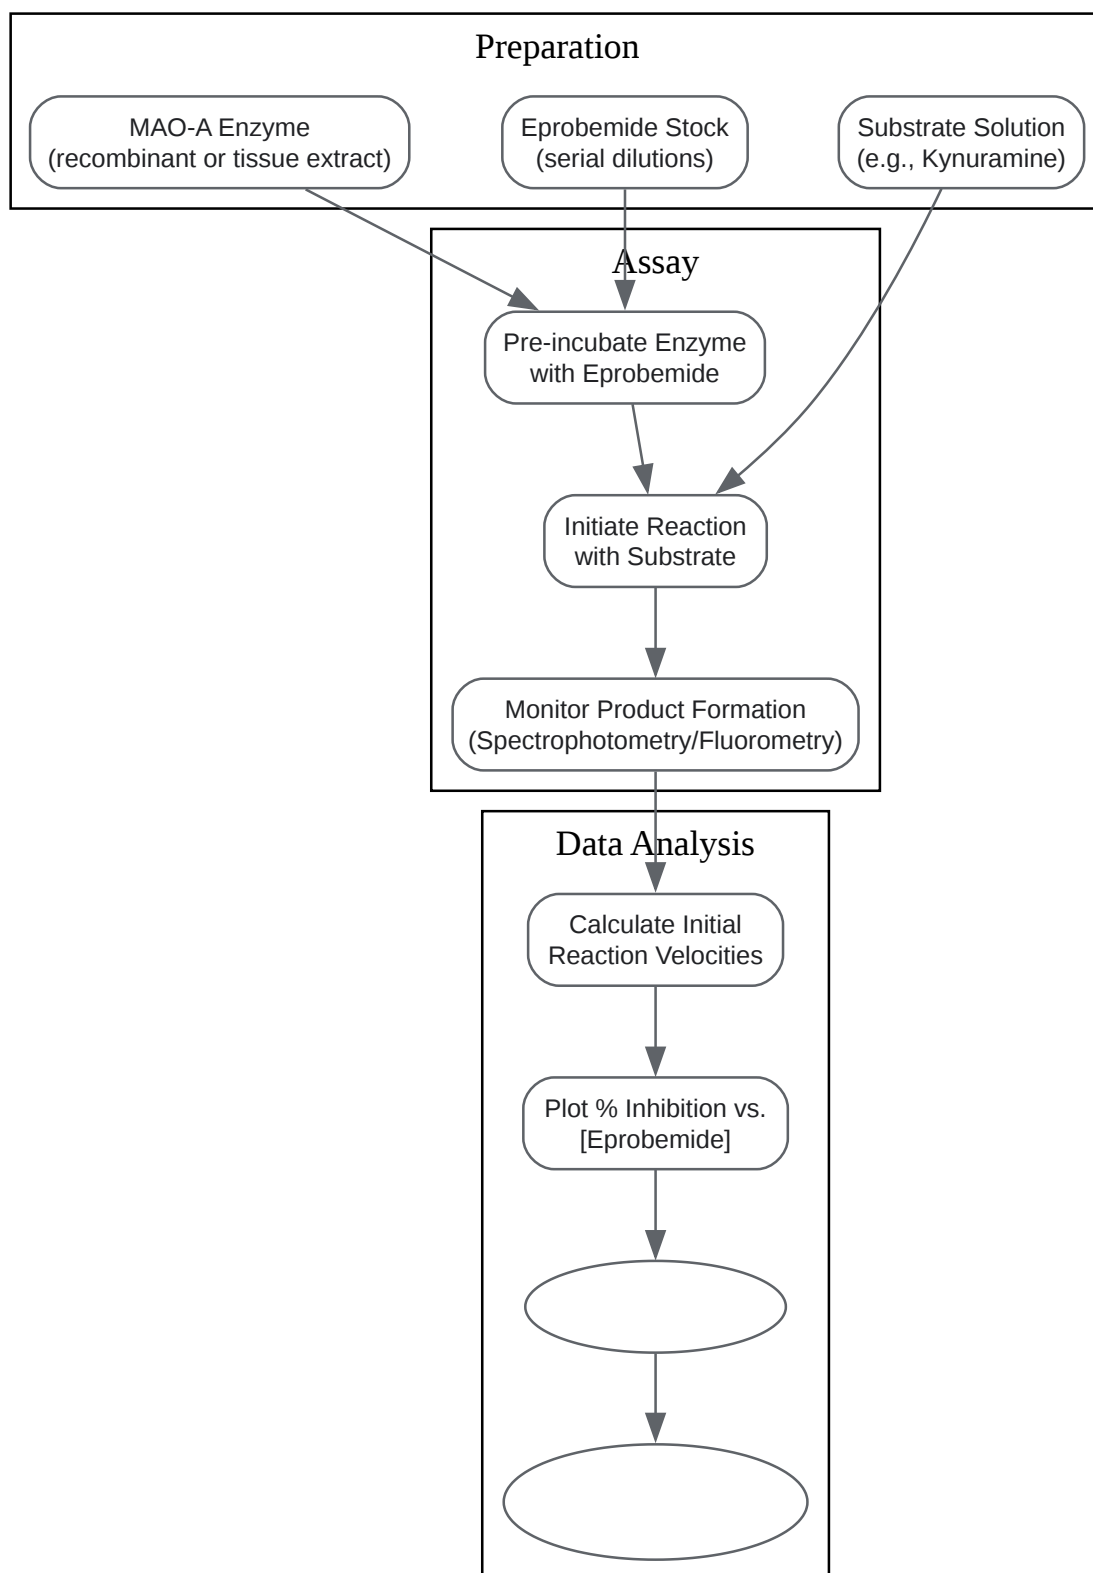 Preparation
MAO-A Enzyme
(recombinant or tissue extract)
Eprobemide Stock
(serial dilutions)
Substrate Solution
(e.g., Kynuramine)
Assay
Pre-incubate Enzyme
with Eprobemide
Initiate Reaction
with Substrate
Monitor Product Formation
(Spectrophotometry/Fluorometry)
Data Analysis
Calculate Initial
Reaction Velocities
Plot % Inhibition vs.
[Eprobemide]